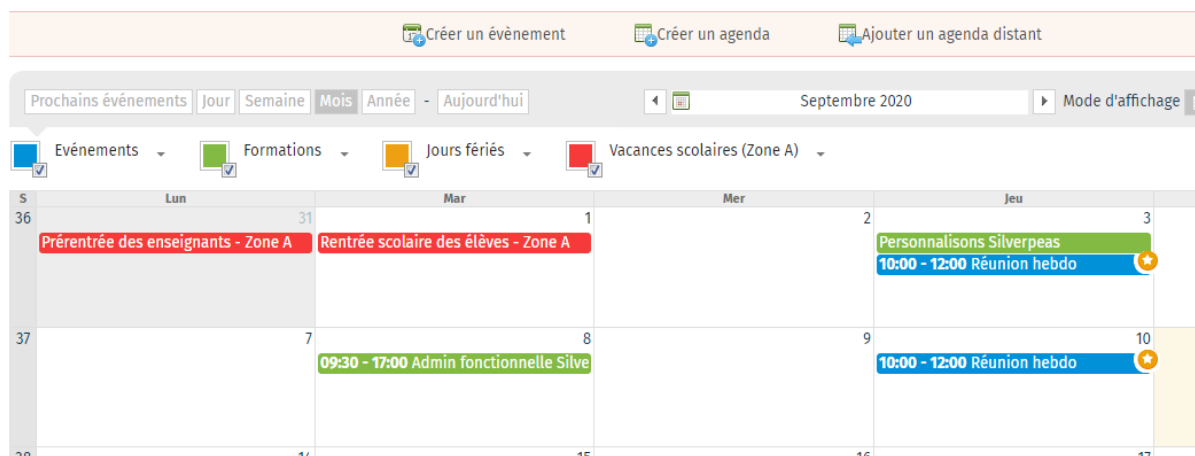 Créer un évènement Créer un agenda Ajouter un agenda distant
Prochains événements Jour Semaine Mois Année - Aujourd'hui Septembre 2020 Mode d'affichage
Evénements Formations Jours fériés Vacances scolaires (Zone A)
S Lun Mar Mer Jeu
36 31 1 2 3
Prérentrée des enseignants - Zone A Rentrée scolaire des élèves - Zone A Personnalisons Silverpeas
10:00 - 12:00 Réunion hebdo
37 7 8 9 10
09:30 - 17:00 Admin fonctionnelle Silve 10:00 - 12:00 Réunion hebdo